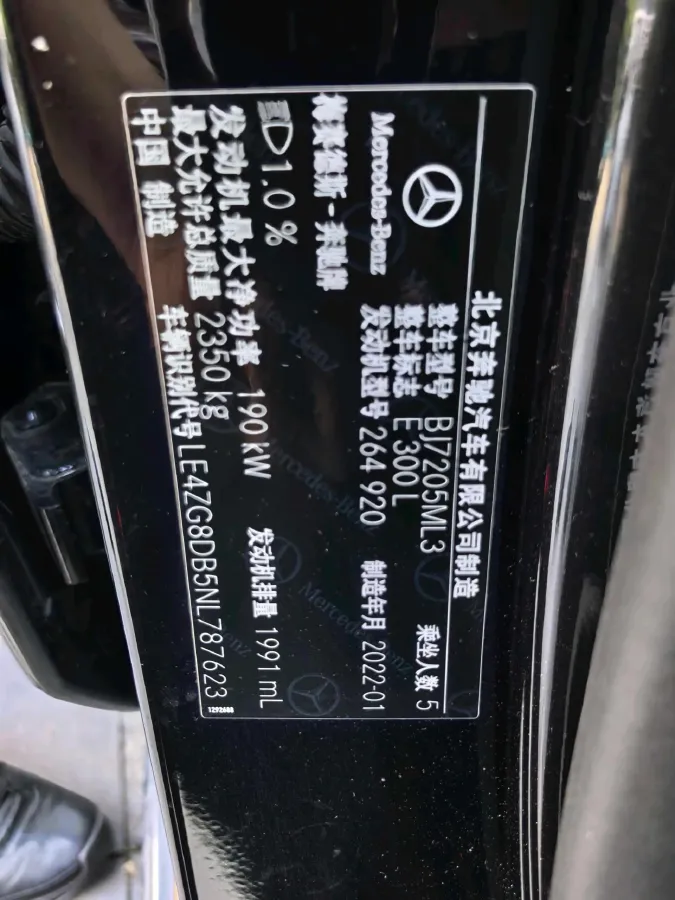 北京奔驰汽车有限公司制造
Mercedes-Benz
梅赛德斯-奔驰牌
整车型号 BJ7205ML3 乘坐人数 5
整车标志 E 300 L
发动机型号 264 920 制造年月 2022-01
1.0 %
发动机最大净功率 190 kW 发动机排量 1991 mL
最大允许总质量 2350 kg
中国 制造 车辆识别代号 LE4ZG8DB5NL787623
1292688